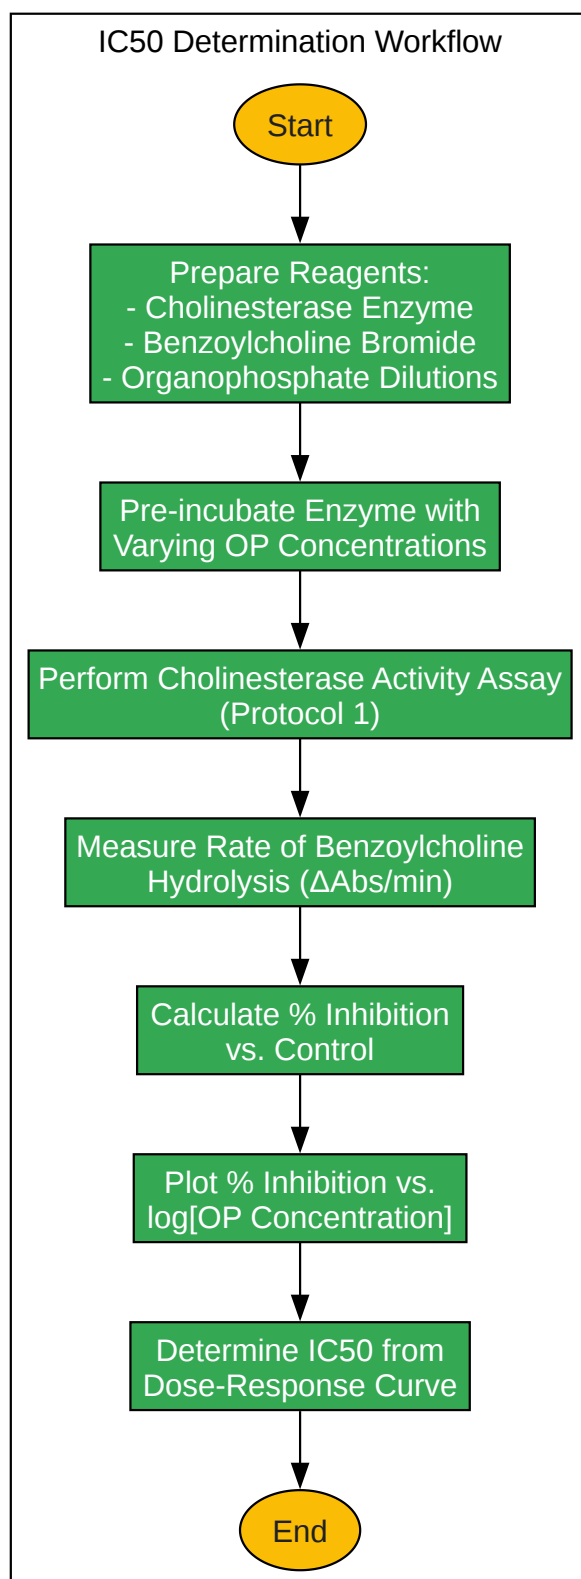 IC50 Determination Workflow
Start
Prepare Reagents:
- Cholinesterase Enzyme
- Benzoylcholine Bromide
- Organophosphate Dilutions
Pre-incubate Enzyme with
Varying OP Concentrations
Perform Cholinesterase Activity Assay
(Protocol 1)
Measure Rate of Benzoylcholine
Hydrolysis (ΔAbs/min)
Calculate % Inhibition
vs. Control
Plot % Inhibition vs.
log[OP Concentration]
Determine IC50 from
Dose-Response Curve
End